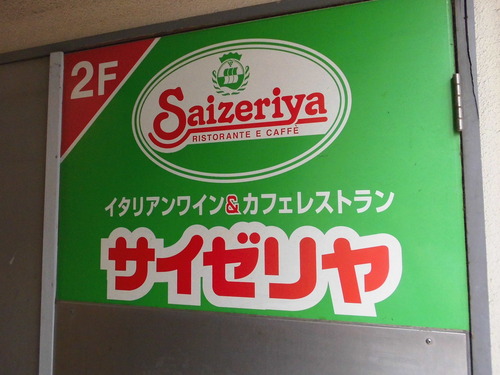 2F
Saizeriya
RISTORANTE E CAFFÈ
イタリアンワイン&カフェレストラン
サイゼリヤ